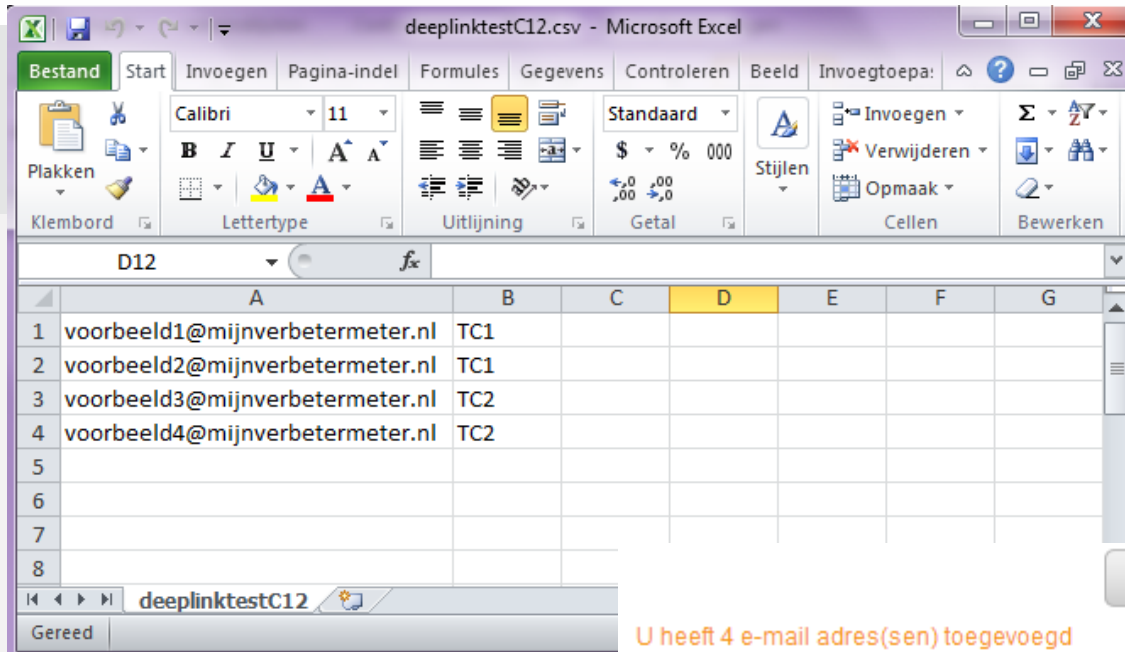 deeplinktestC12.csv - Microsoft Excel
Bestand Start Invoegen Pagina-indel Formules Gegevens Controleren Beeld Invoegtoepa:
Calibri 11 Standaard Invoegen
Plakken B I U A A $ % 000 Stijlen Verwijderen
A ,00 ,00 Opmaak
Klembord Lettertype Uitlijning Getal Cellen Bewerken
D12 fx
A B C D E F G
1 voorbeeld1@mijnverbetermeter.nl TC1
2 voorbeeld2@mijnverbetermeter.nl TC1
3 voorbeeld3@mijnverbetermeter.nl TC2
4 voorbeeld4@mijnverbetermeter.nl TC2
5
6
7
8
deeplinktestC12
Gereed
U heeft 4 e-mail adres(sen) toegevoegd